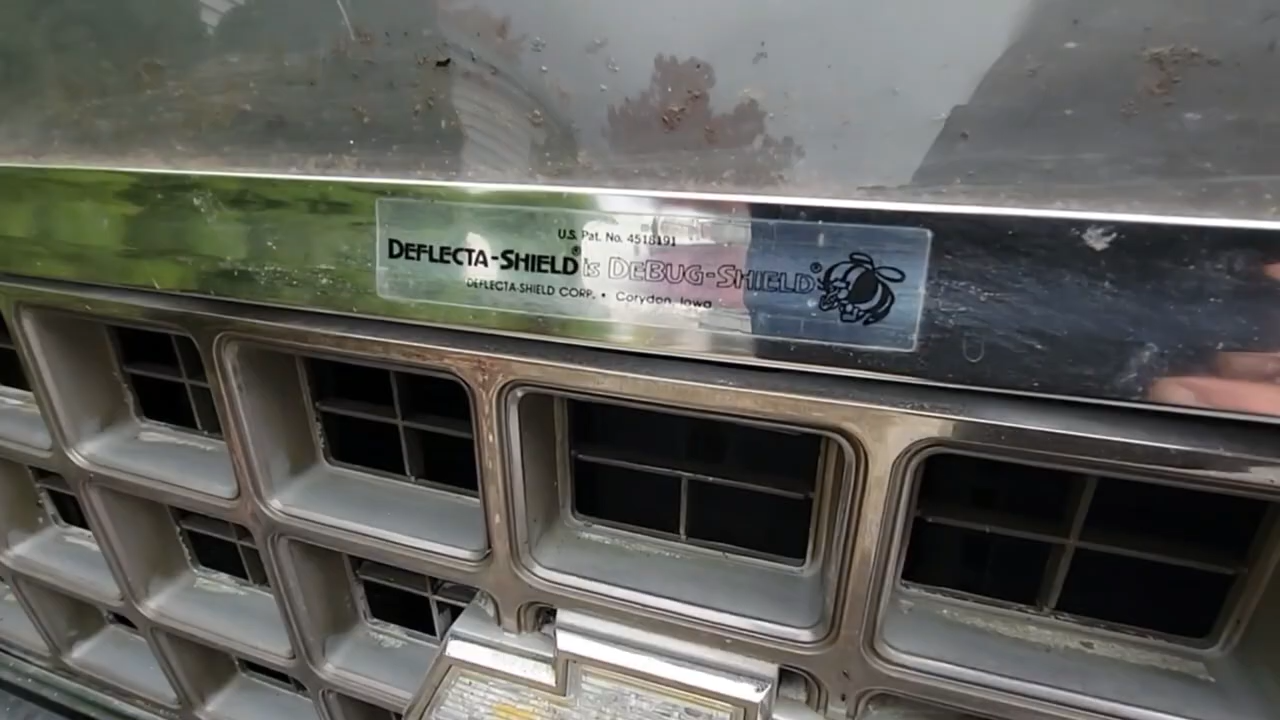 U.S. Pat. No. 4518191
DEFLECTA-SHIELD® is DEBUG-SHIELD®
DEFLECTA-SHIELD CORP. • Corydon, Iowa